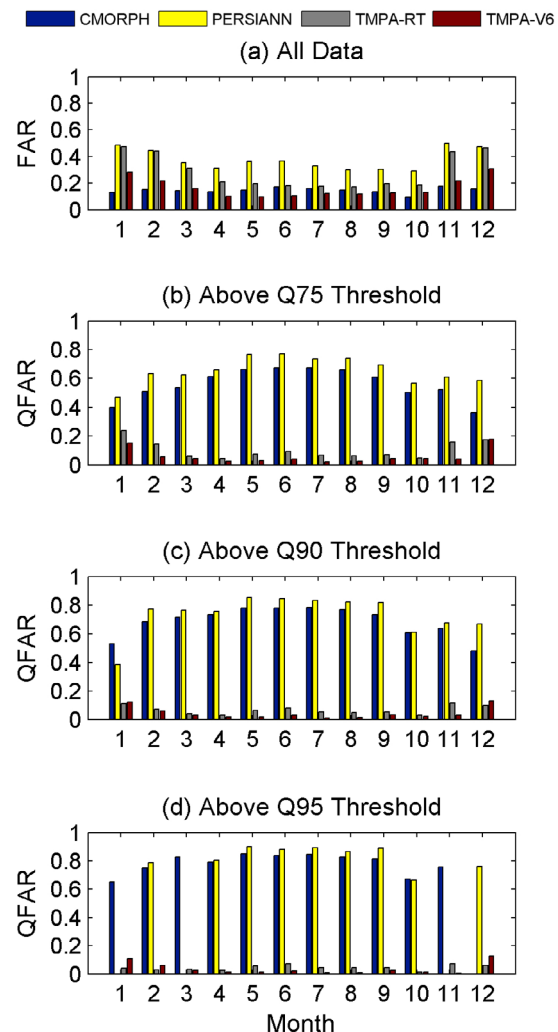 CMORPH PERSIANN TMPA-RT TMPA-V6
(a) All Data
1
0.8
0.6
0.4
0.2
0
FAR
1 2 3 4 5 6 7 8 9 10 11 12
(b) Above Q75 Threshold
1
0.8
0.6
0.4
0.2
0
QFAR
1 2 3 4 5 6 7 8 9 10 11 12
(c) Above Q90 Threshold
1
0.8
0.6
0.4
0.2
0
QFAR
1 2 3 4 5 6 7 8 9 10 11 12
(d) Above Q95 Threshold
1
0.8
0.6
0.4
0.2
0
QFAR
1 2 3 4 5 6 7 8 9 10 11 12
Month